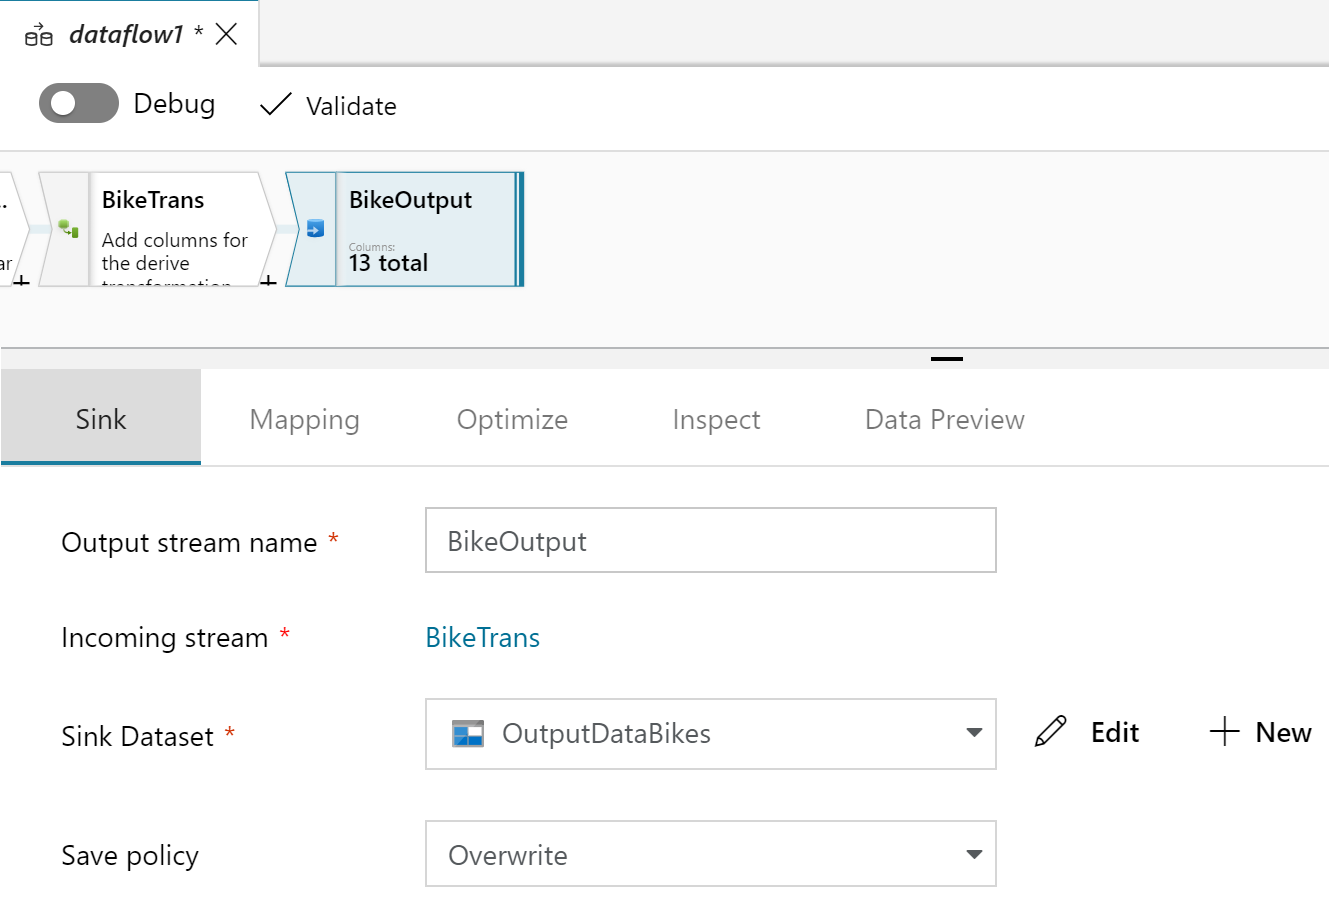 dataflow1 *
Debug
Validate
..
ar
BikeTrans
Add columns for
the derive
transformation
BikeOutput
Columns:
13 total
Sink
Mapping
Optimize
Inspect
Data Preview
Output stream name *
BikeOutput
Incoming stream *
BikeTrans
Sink Dataset *
OutputDataBikes
Edit
New
Save policy
Overwrite